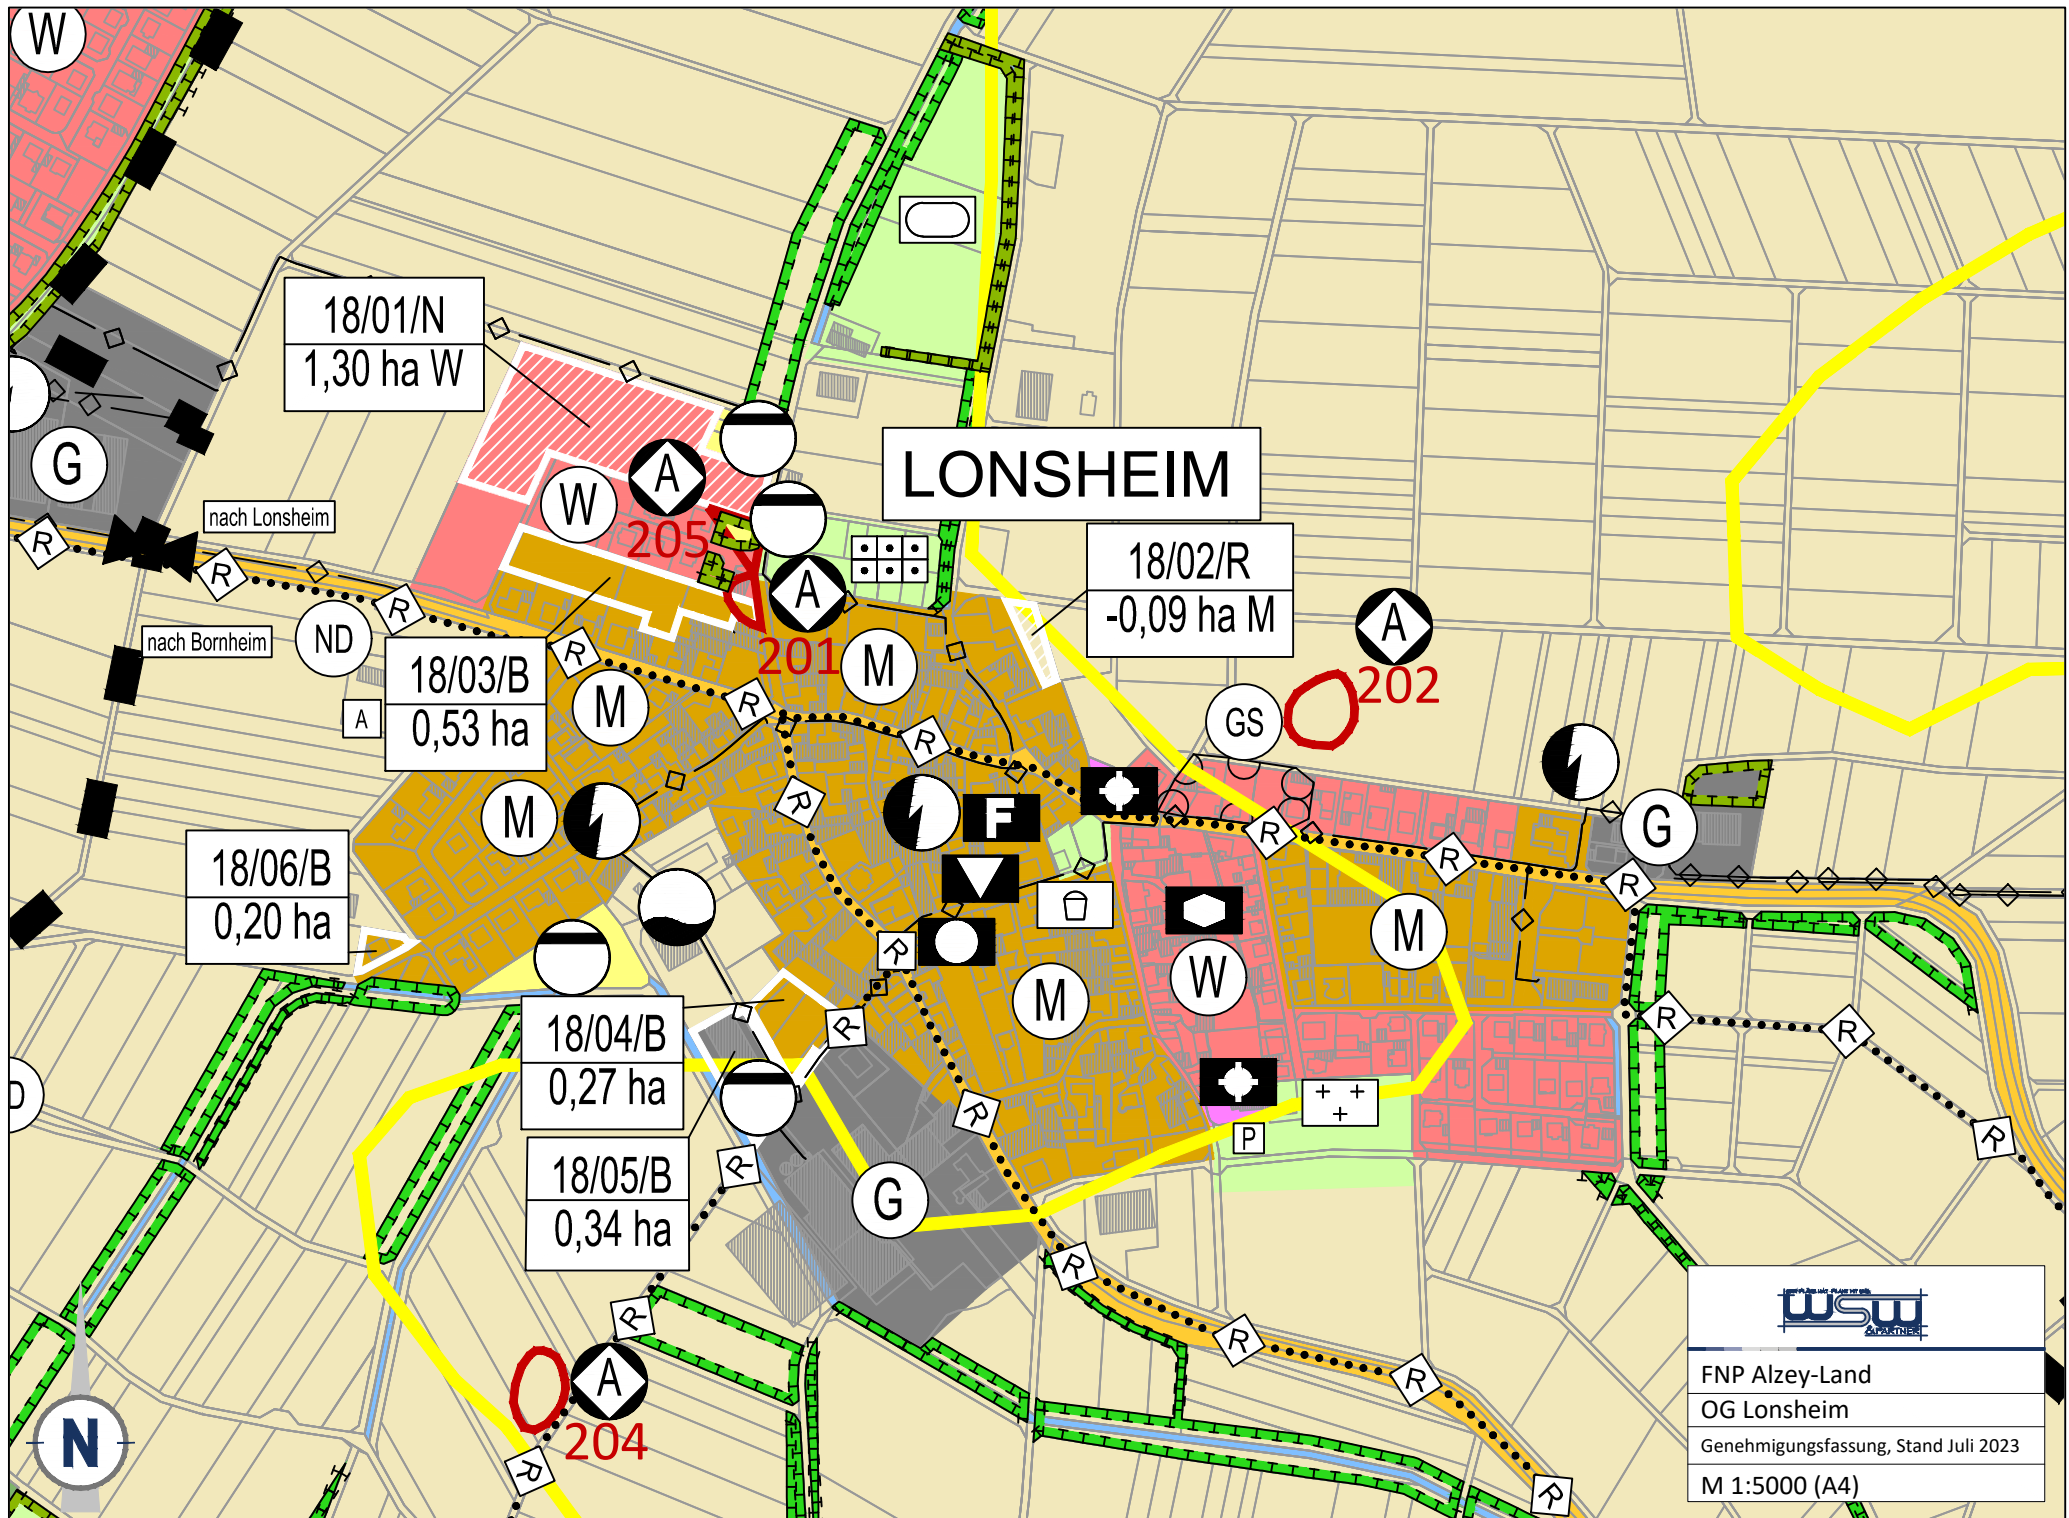 W
18/01/N
1,30 ha W
G
nach Lonsheim
R
R
R
nach Bornheim
ND
A
W
A
205
LONSHEIM
18/02/R
-0,09 ha M
A
201
A
202
GS
18/03/B
0,53 ha
M
R
R
M
R
M
R
F
R
R
G
R
18/06/B
0,20 ha
R
M
W
M
18/04/B
0,27 ha
R
R
R
R
18/05/B
0,34 ha
R
G
P
R
R
R
R
R
R
A
204
R
R
D
N
WSW
& PARTNER
FNP Alzey-Land
OG Lonsheim
Genehmigungsfassung, Stand Juli 2023
M 1:5000 (A4)